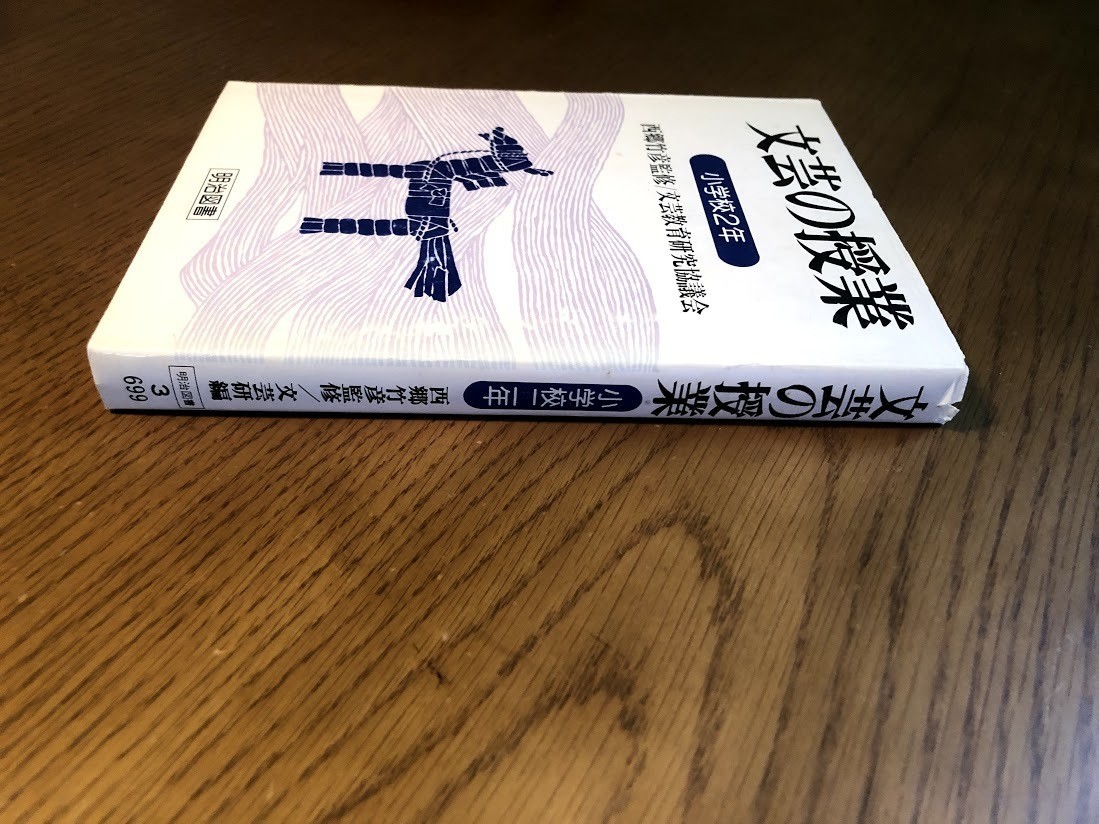 文芸の授業
小学校2年
西郷竹彦監修/文芸教育研究協議会
明治図書
文芸の授業
小学校二年
西郷竹彦監修/文芸研編
明治図書
3
699